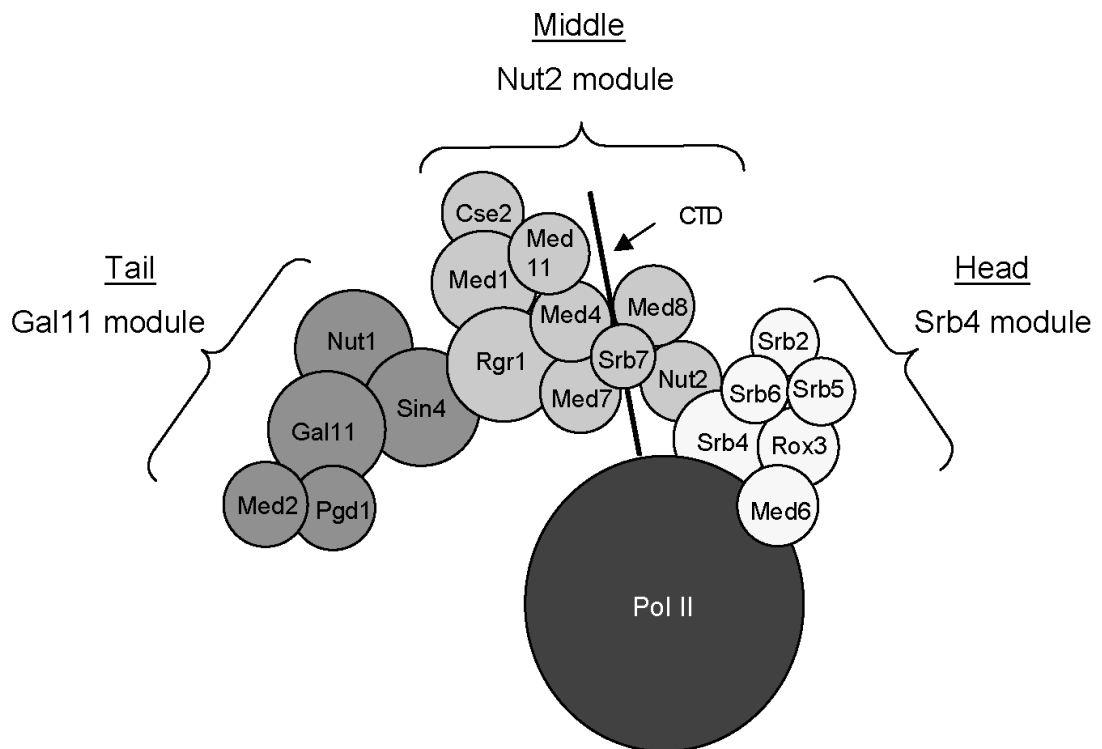 Middle
Nut2 module
Tail
Gal11 module
Head
Srb4 module
CTD
Cse2
Med
11
Med1
Med4
Med8
Rgr1
Srb7
Med7
Nut2
Nut1
Sin4
Gal11
Med2
Pgd1
Srb2
Srb6
Srb5
Srb4
Rox3
Med6
Pol II